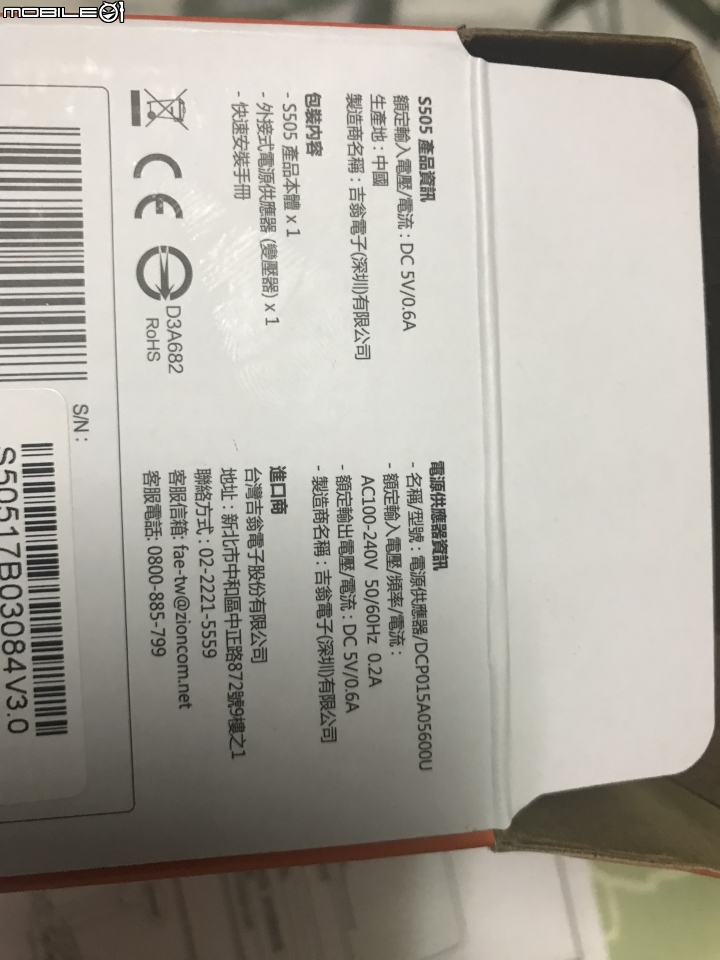 MOBILE01
S505 產品資訊
額定輸入電壓/電流：DC 5V/0.6A
生產地：中國
製造商名稱：吉翁電子(深圳)有限公司
包裝內容
- S505 產品本體 x 1
- 外接式電源供應器 (變壓器) x 1
- 快速安裝手冊
CE
D3A682
RoHS
電源供應器資訊
- 名稱/型號：電源供應器/DCP015A05600U
- 額定輸入電壓/頻率/電流：
AC100-240V 50/60Hz 0.2A
- 額定輸出電壓/電流：DC 5V/0.6A
- 製造商名稱：吉翁電子(深圳)有限公司
進口商
台灣吉翁電子股份有限公司
地址：新北市中和區中正路872號9樓之1
聯絡方式：02-2221-5559
客服信箱: fae-tw@zioncom.net
客服電話: 0800-885-799
S/N：
S50517B03084V3.0